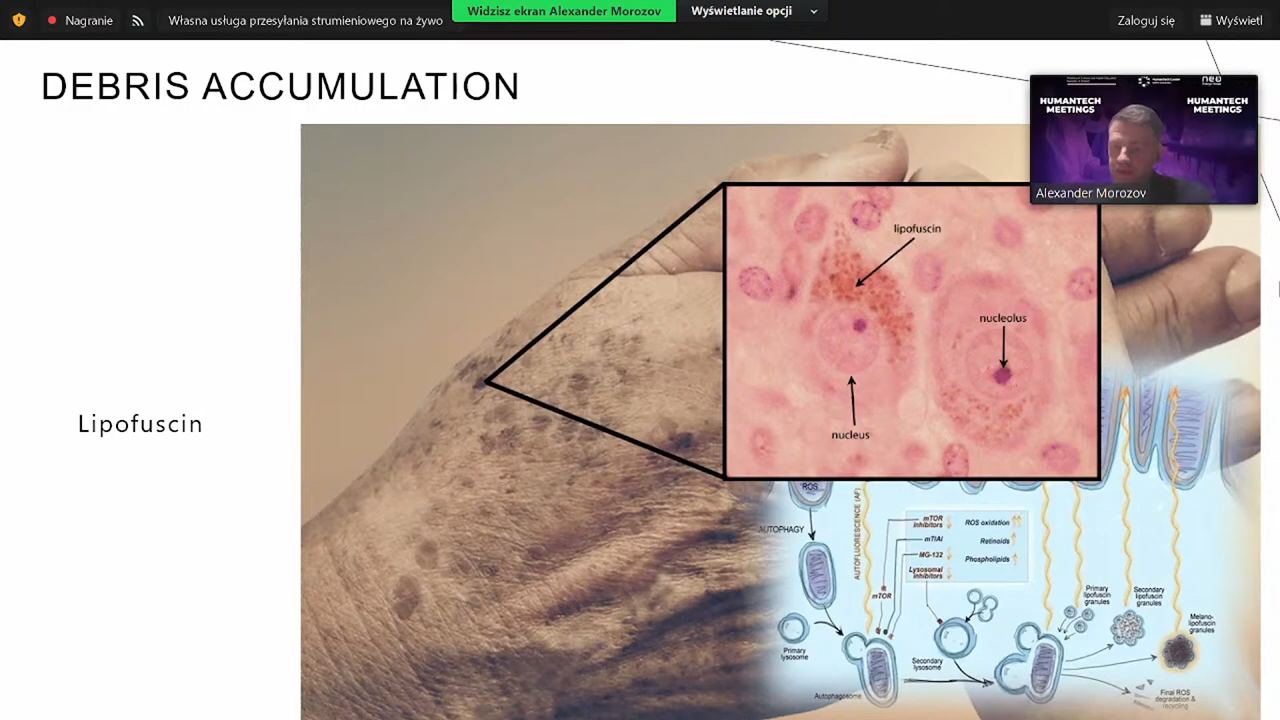 Nagranie
Własna usługa przesyłania strumieniowego na żywo
Widzisz ekran Alexander Morozov
Wyświetlanie opcji
Zaloguj się
Wyświetl
DEBRIS ACCUMULATION
HUMANTECH
MEETINGS
HUMANTECH
MEETINGS
Alexander Morozov
lipofuscin
nucleolus
nucleus
Lipofuscin
ROS
AUTOPHAGY
AUTOFLUORESCENCE (AF)
mTOR
Inhibitors
mTIAI
MG-132
Lysosomal
Inhibitors
ROS oxidation
Retinoids
Phospholipids
mTOR
Primary
lysosome
Autophagosome
Secondary
lysosome
Primary
lipofuscin
granules
Secondary
lipofuscin
granules
Melano-
lipofuscin
granules
Final ROS
degradation &
recycling